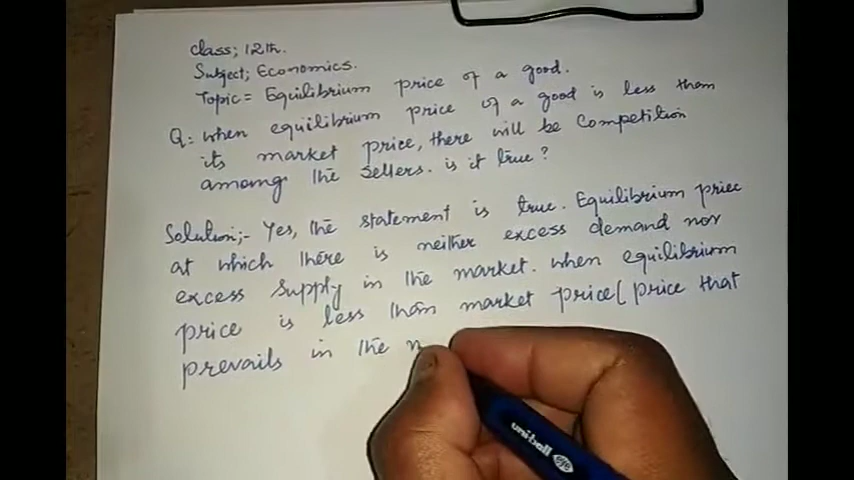 Class; 12th.
Subject; Economics.
Topic = Equilibrium price of a good.
Q: when equilibrium price of a good is less than
its market price, there will be competition
among the sellers. is it true?
Solution;- Yes, the statement is true. Equilibrium price
at which there is neither excess demand nor
excess supply in the market. when equilibrium
price is less than market price( price that
prevails in the
uni-ball eye